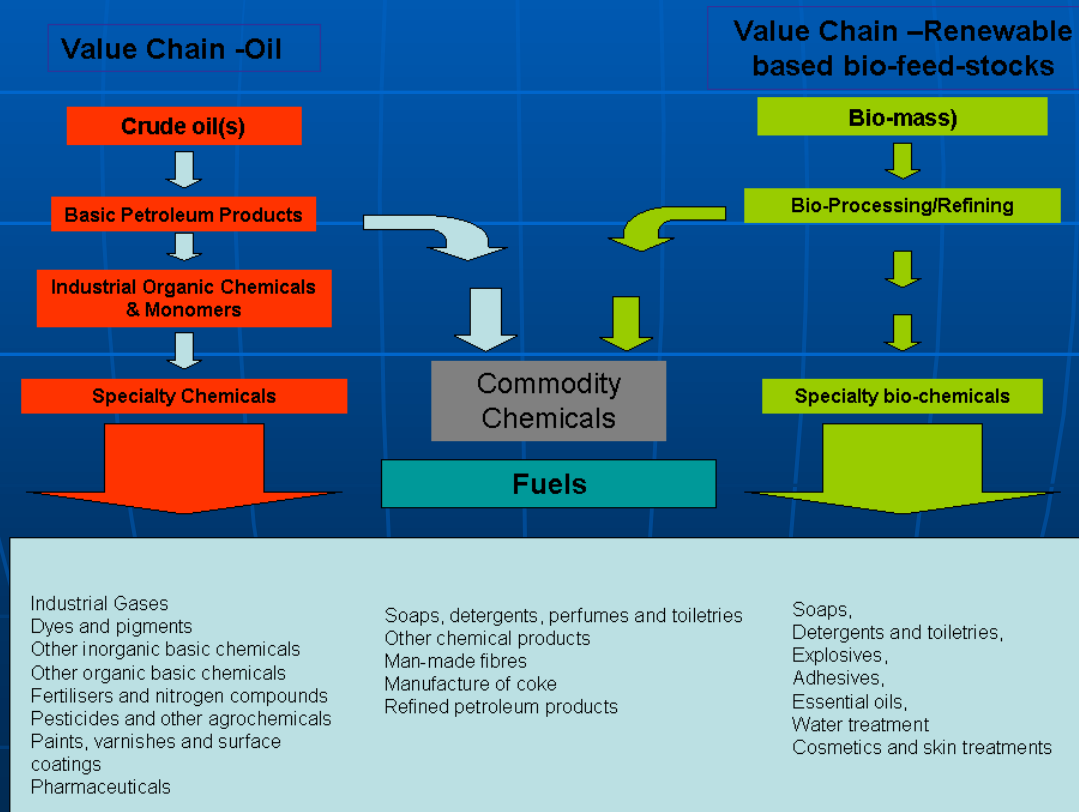 Value Chain -Oil
Value Chain –Renewable
based bio-feed-stocks
Crude oil(s)
Bio-mass)
Basic Petroleum Products
Bio-Processing/Refining
Industrial Organic Chemicals
& Monomers
Specialty Chemicals
Commodity
Chemicals
Specialty bio-chemicals
Fuels
Industrial Gases
Dyes and pigments
Other inorganic basic chemicals
Other organic basic chemicals
Fertilisers and nitrogen compounds
Pesticides and other agrochemicals
Paints, varnishes and surface
coatings
Pharmaceuticals
Soaps, detergents, perfumes and toiletries
Other chemical products
Man-made fibres
Manufacture of coke
Refined petroleum products
Soaps,
Detergents and toiletries,
Explosives,
Adhesives,
Essential oils,
Water treatment
Cosmetics and skin treatments